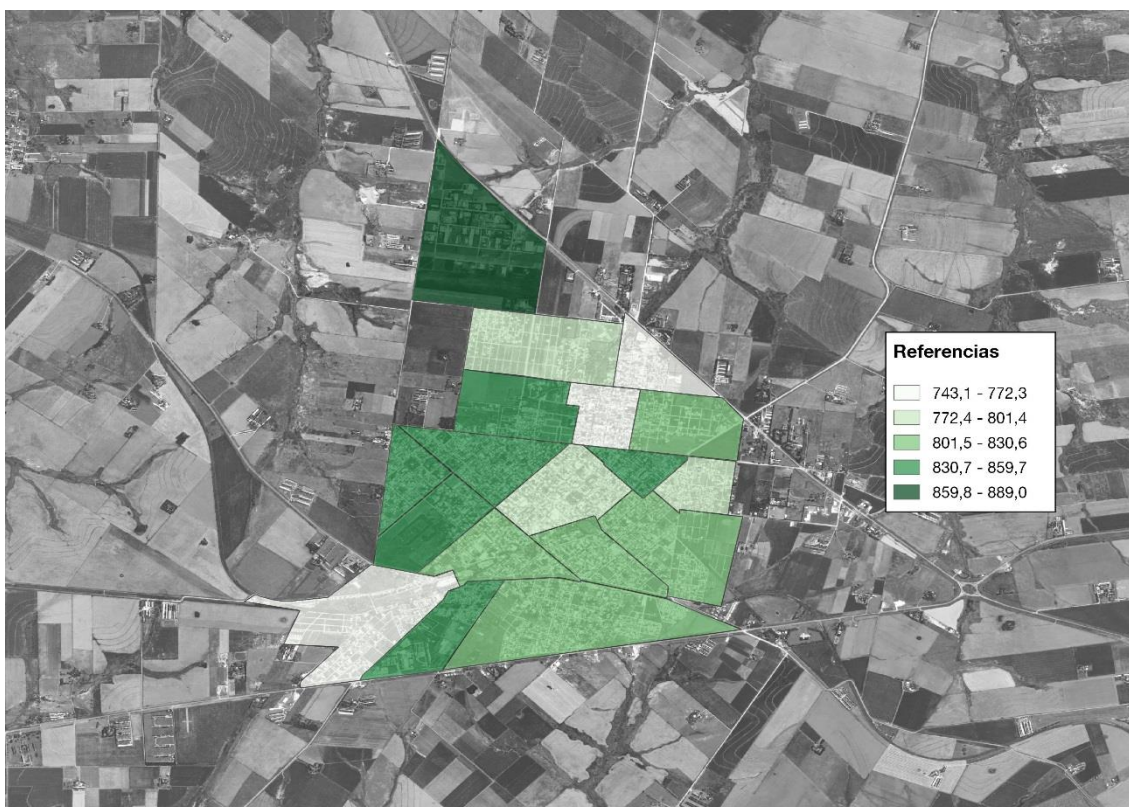 Referencias
743,1 - 772,3
772,4 - 801,4
801,5 - 830,6
830,7 - 859,7
859,8 - 889,0